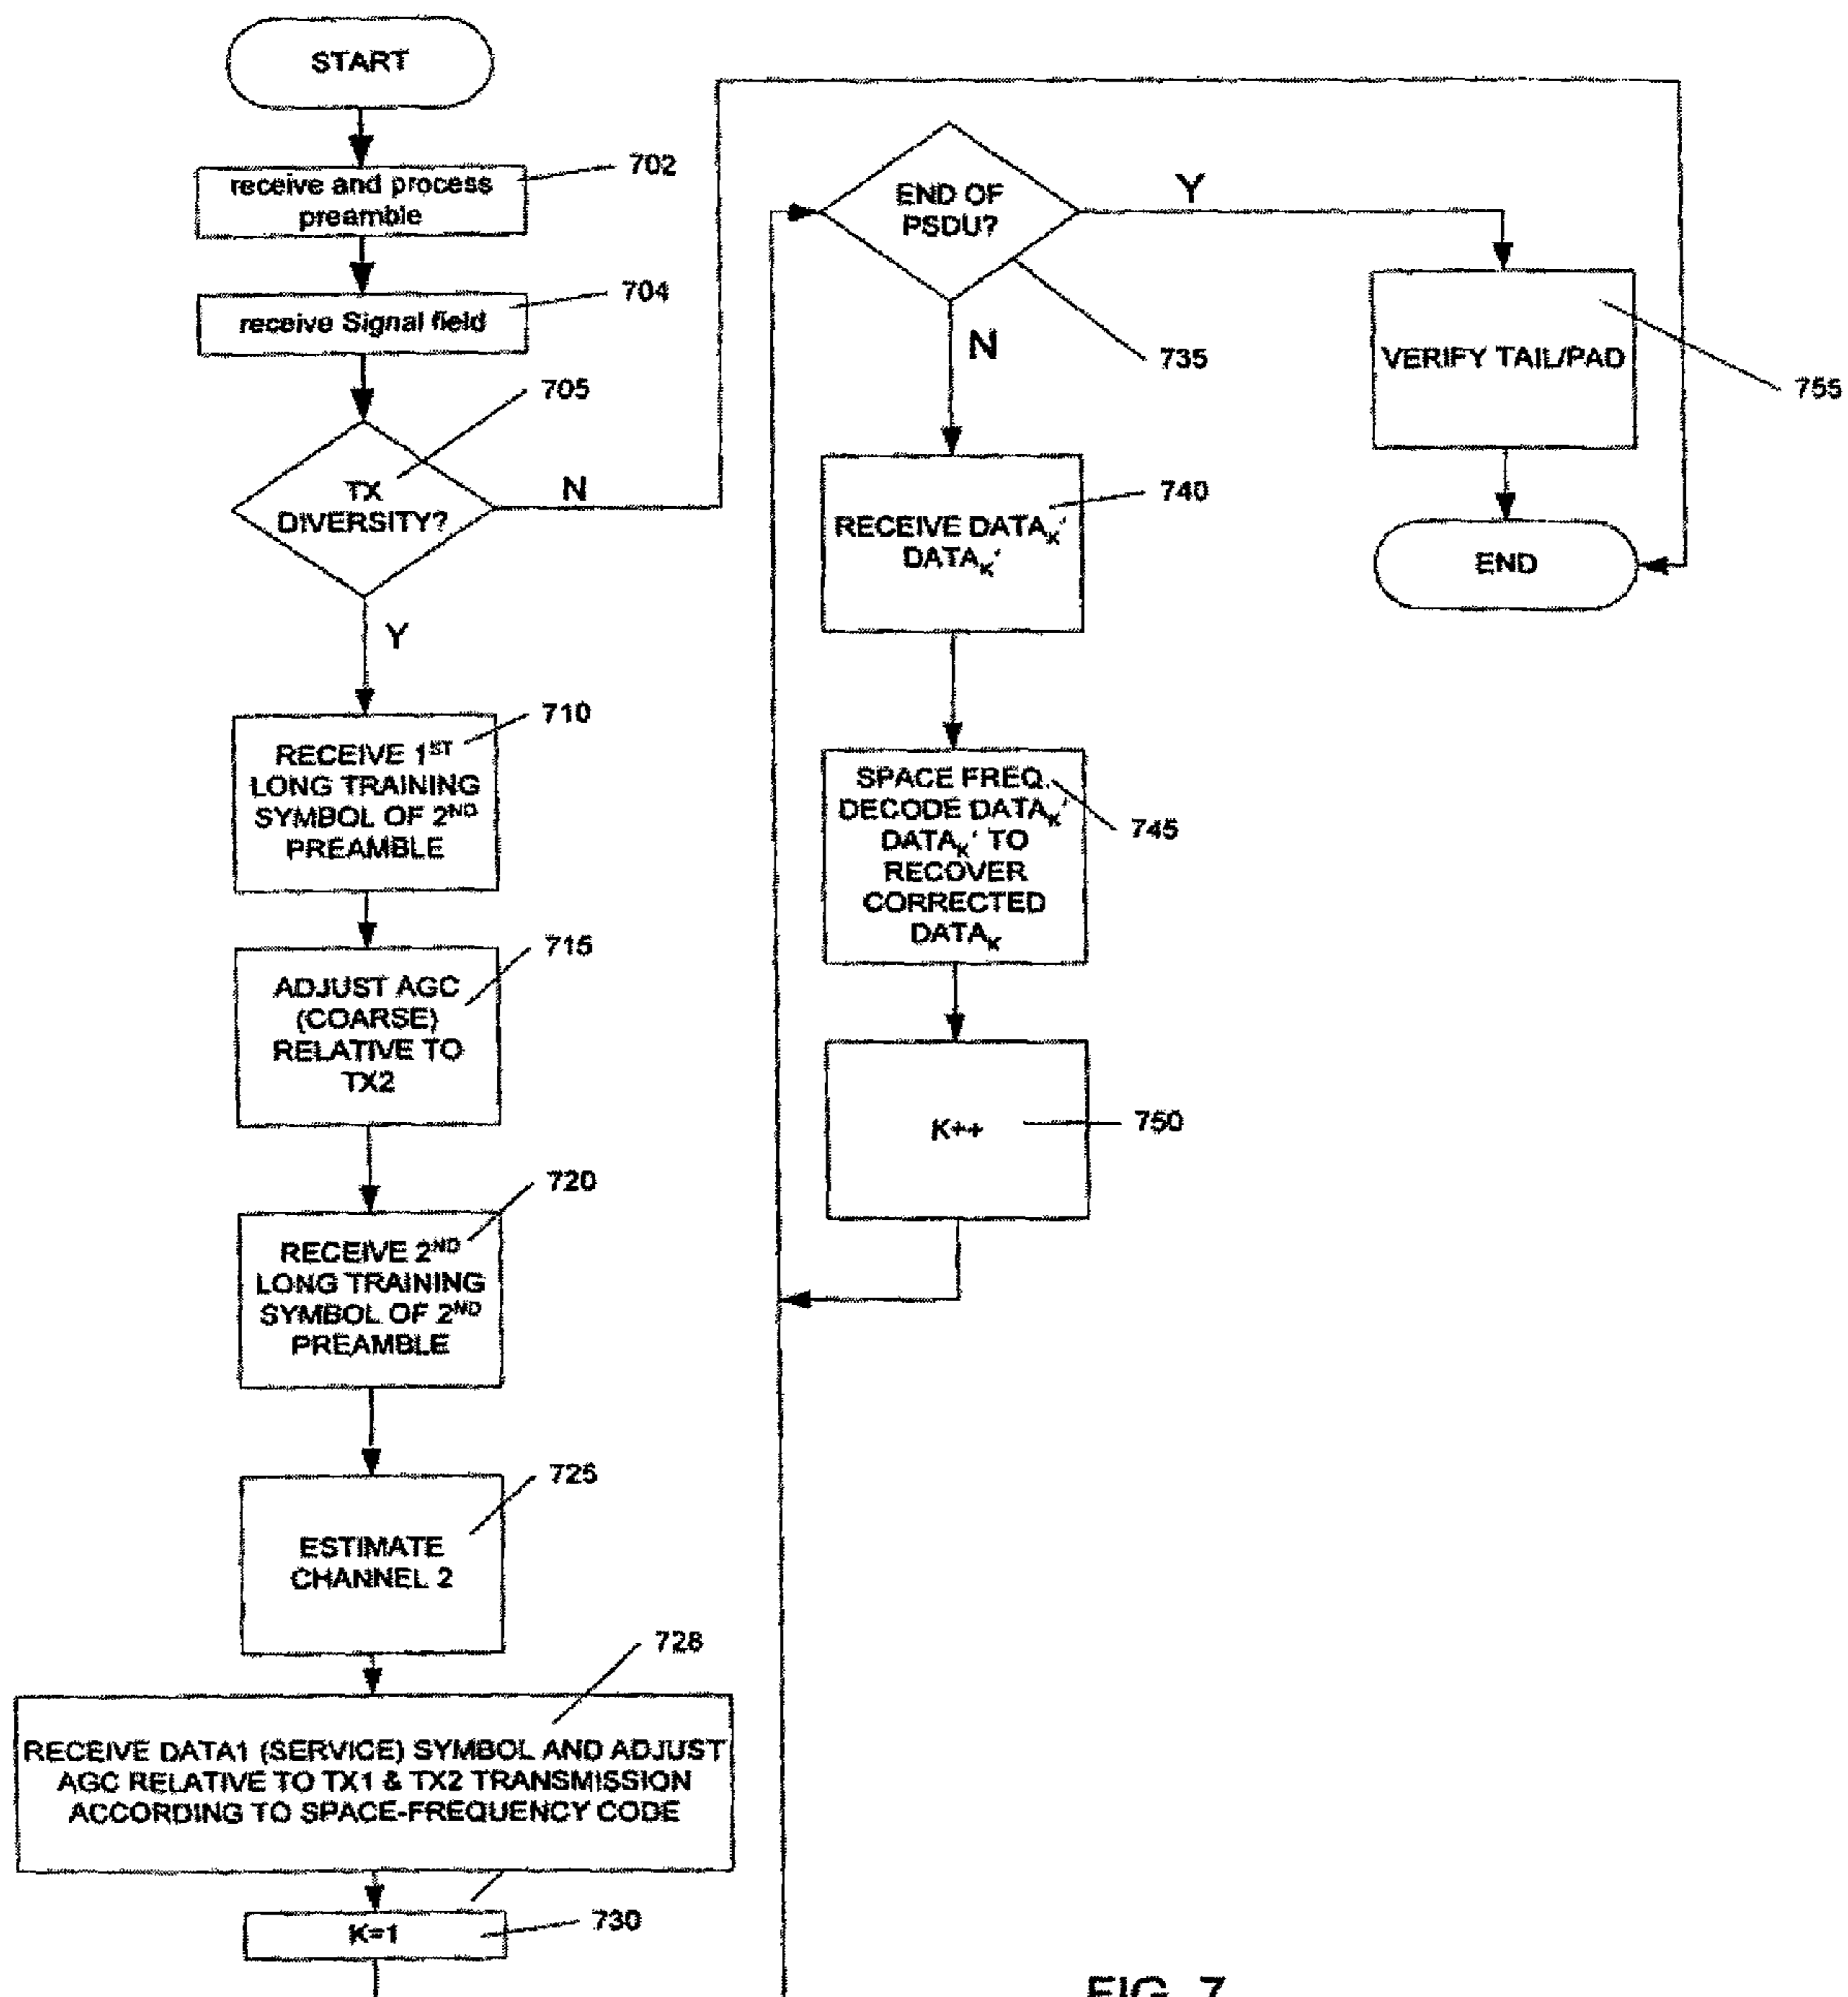 START
receive and process
preamble
702
receive Signal field
704
705
TX
DIVERSITY?
N
Y
RECEIVE 1ST
LONG TRAINING
SYMBOL OF 2ND
PREAMBLE
710
ADJUST AGC
(COARSE)
RELATIVE TO
TX2
715
RECEIVE 2ND
LONG TRAINING
SYMBOL OF 2ND
PREAMBLE
720
ESTIMATE
CHANNEL 2
725
728
RECEIVE DATA1 (SERVICE) SYMBOL AND ADJUST
AGC RELATIVE TO TX1 & TX2 TRANSMISSION
ACCORDING TO SPACE-FREQUENCY CODE
K=1
730
END OF
PSDU?
Y
N
735
RECEIVE DATAK'
DATAK'
740
SPACE FREQ.
DECODE DATAK'
DATAK' TO
RECOVER
CORRECTED
DATAK
745
K++
750
VERIFY TAIL/PAD
755
END
FIG. 7